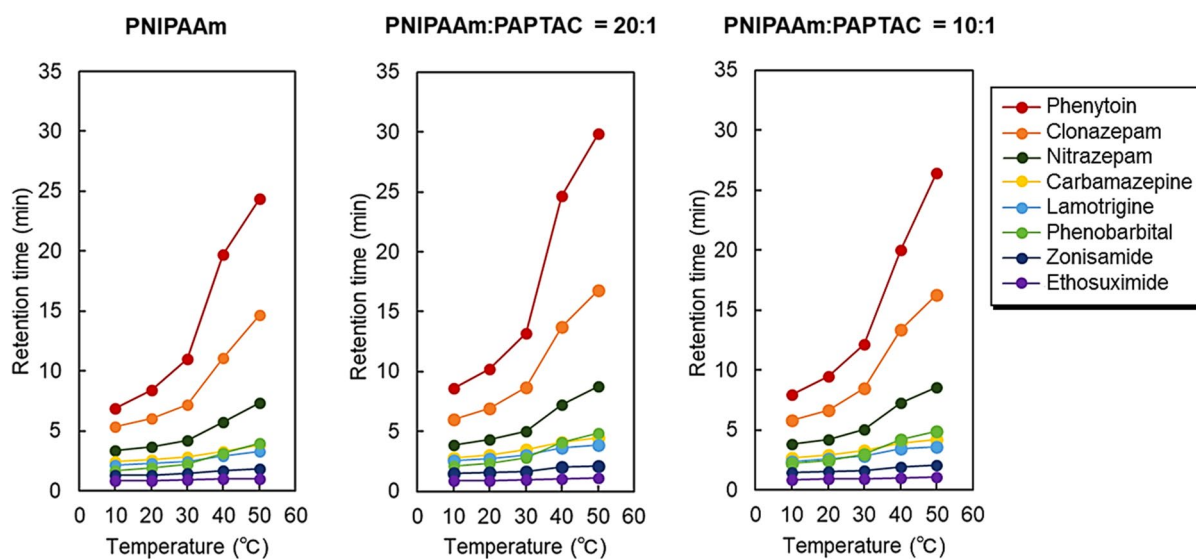 PNIPAAm
PNIPAAm:PAPTAC = 20:1
PNIPAAm:PAPTAC = 10:1
Retention time (min)
35
30
25
20
15
10
5
0
0 10 20 30 40 50 60
Temperature (°C)
Retention time (min)
35
30
25
20
15
10
5
0
0 10 20 30 40 50 60
Temperature (°C)
Retention time (min)
35
30
25
20
15
10
5
0
0 10 20 30 40 50 60
Temperature (°C)
Phenytoin
Clonazepam
Nitrazepam
Carbamazepine
Lamotrigine
Phenobarbital
Zonisamide
Ethosuximide